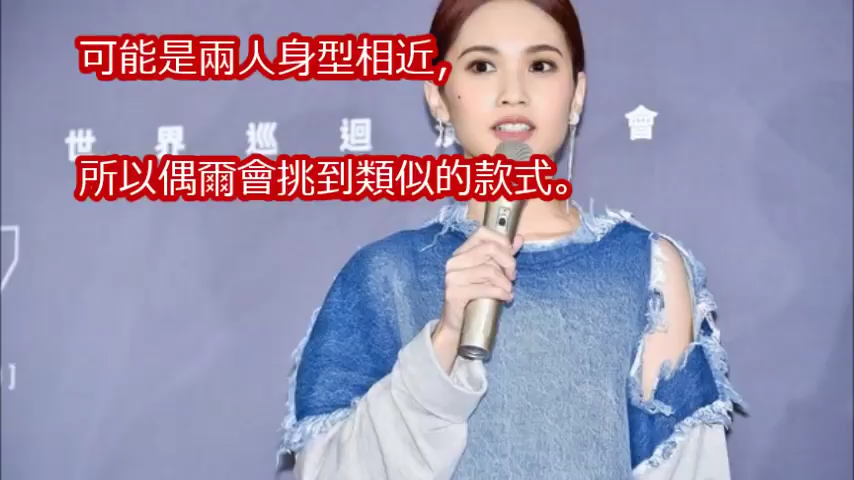 可能是兩人身型相近，
世界巡迴
會
所以偶爾會挑到類似的款式。